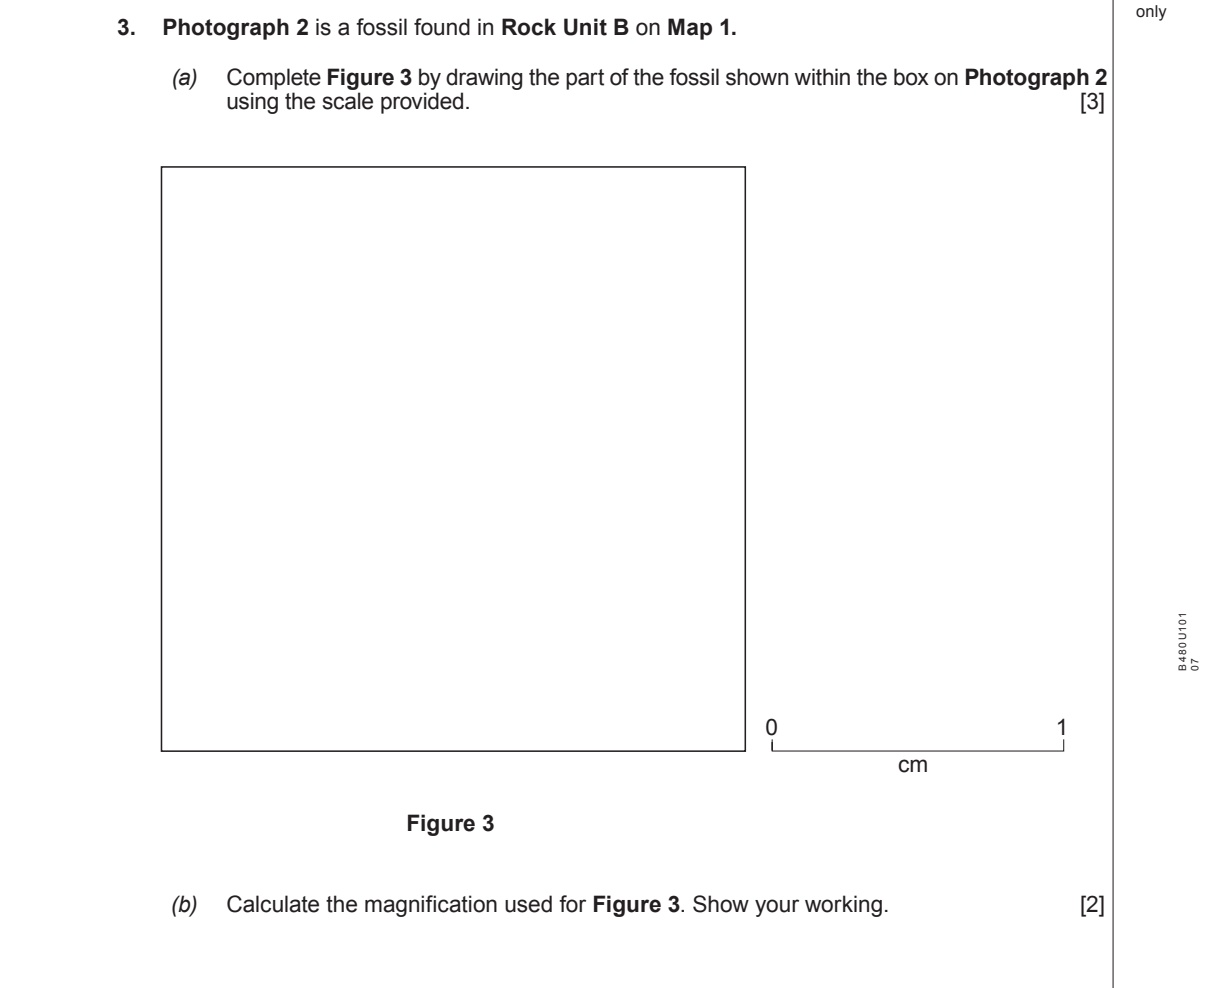 only
3. Photograph 2 is a fossil found in Rock Unit B on Map 1.
(a) Complete Figure 3 by drawing the part of the fossil shown within the box on Photograph 2
using the scale provided. [3]
0 1
cm
Figure 3
(b) Calculate the magnification used for Figure 3. Show your working. [2]
B480U101
07